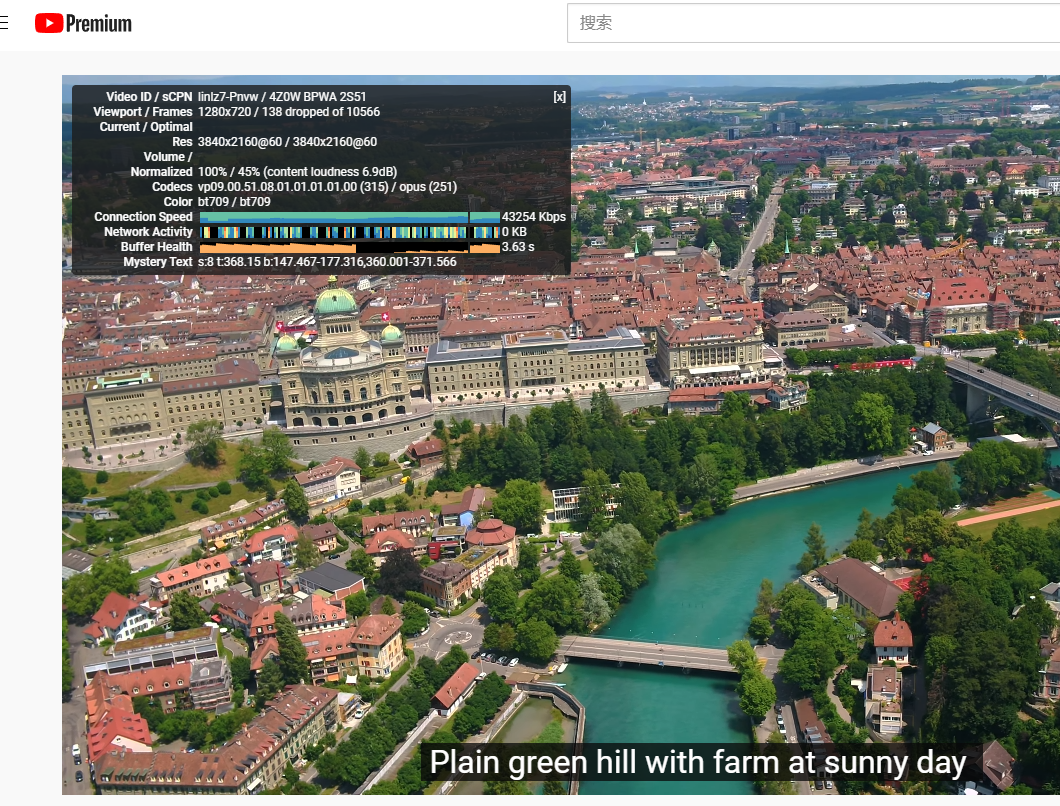 Premium
搜索
Video ID / sCPN linlz7-Pnvw / 4Z0W BPWA 2S51 [x]
Viewport / Frames 1280x720 / 138 dropped of 10566
Current / Optimal
Res 3840x2160@60 / 3840x2160@60
Volume /
Normalized 100% / 45% (content loudness 6.9dB)
Codecs vp09.00.51.08.01.01.01.01.00 (315) / opus (251)
Color bt709 / bt709
Connection Speed 43254 Kbps
Network Activity 0 KB
Buffer Health 3.63 s
Mystery Text s:8 t:368.15 b:147.467-177.316,360.001-371.566
Plain green hill with farm at sunny day